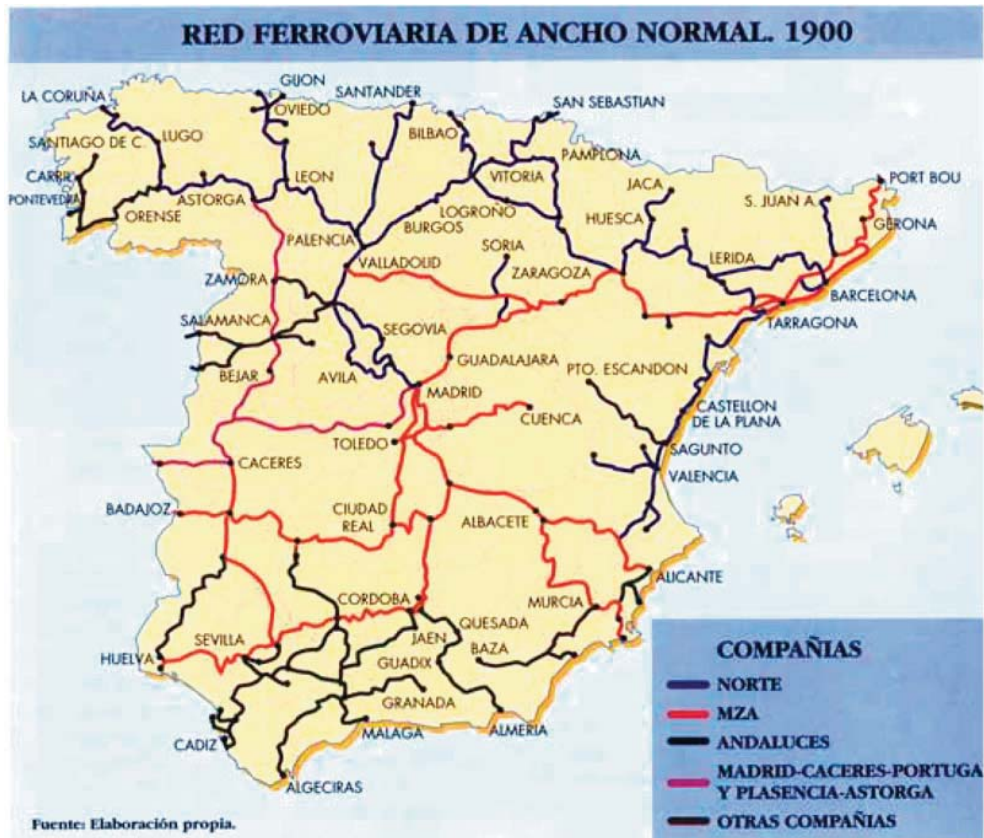 RED FERROVIARIA DE ANCHO NORMAL. 1900
GIJON
LA CORUÑA
SANTANDER
OVIEDO
SAN SEBASTIAN
BILBAO
LUGO
SANTIAGO DE C.
PAMPLONA
CARRIL
LEON
VITORIA
JACA
PORT BOU
PONTEVEDRA
ASTORGA
S. JUAN A.
ORENSE
LOGROÑO
HUESCA
GERONA
BURGOS
PALENCIA
SORIA
VALLADOLID
LERIDA
ZARAGOZA
ZAMORA
BARCELONA
SALAMANCA
TARRAGONA
SEGOVIA
GUADALAJARA
PTO. ESCANDON
BEJAR
AVILA
MADRID
CASTELLON
DE LA PLANA
CUENCA
TOLEDO
SAGUNTO
CACERES
VALENCIA
BADAJOZ
CIUDAD
REAL
ALBACETE
ALICANTE
CORDOBA
MURCIA
QUESADA
SEVILLA
JAEN
BAZA
HUELVA
GUADIX
GRANADA
MALAGA
ALMERIA
CADIZ
ALGECIRAS
COMPAÑIAS
NORTE
MZA
ANDALUCES
MADRID-CACERES-PORTUGA
Y PLASENCIA-ASTORGA
OTRAS COMPAÑIAS
Fuente: Elaboración propia.